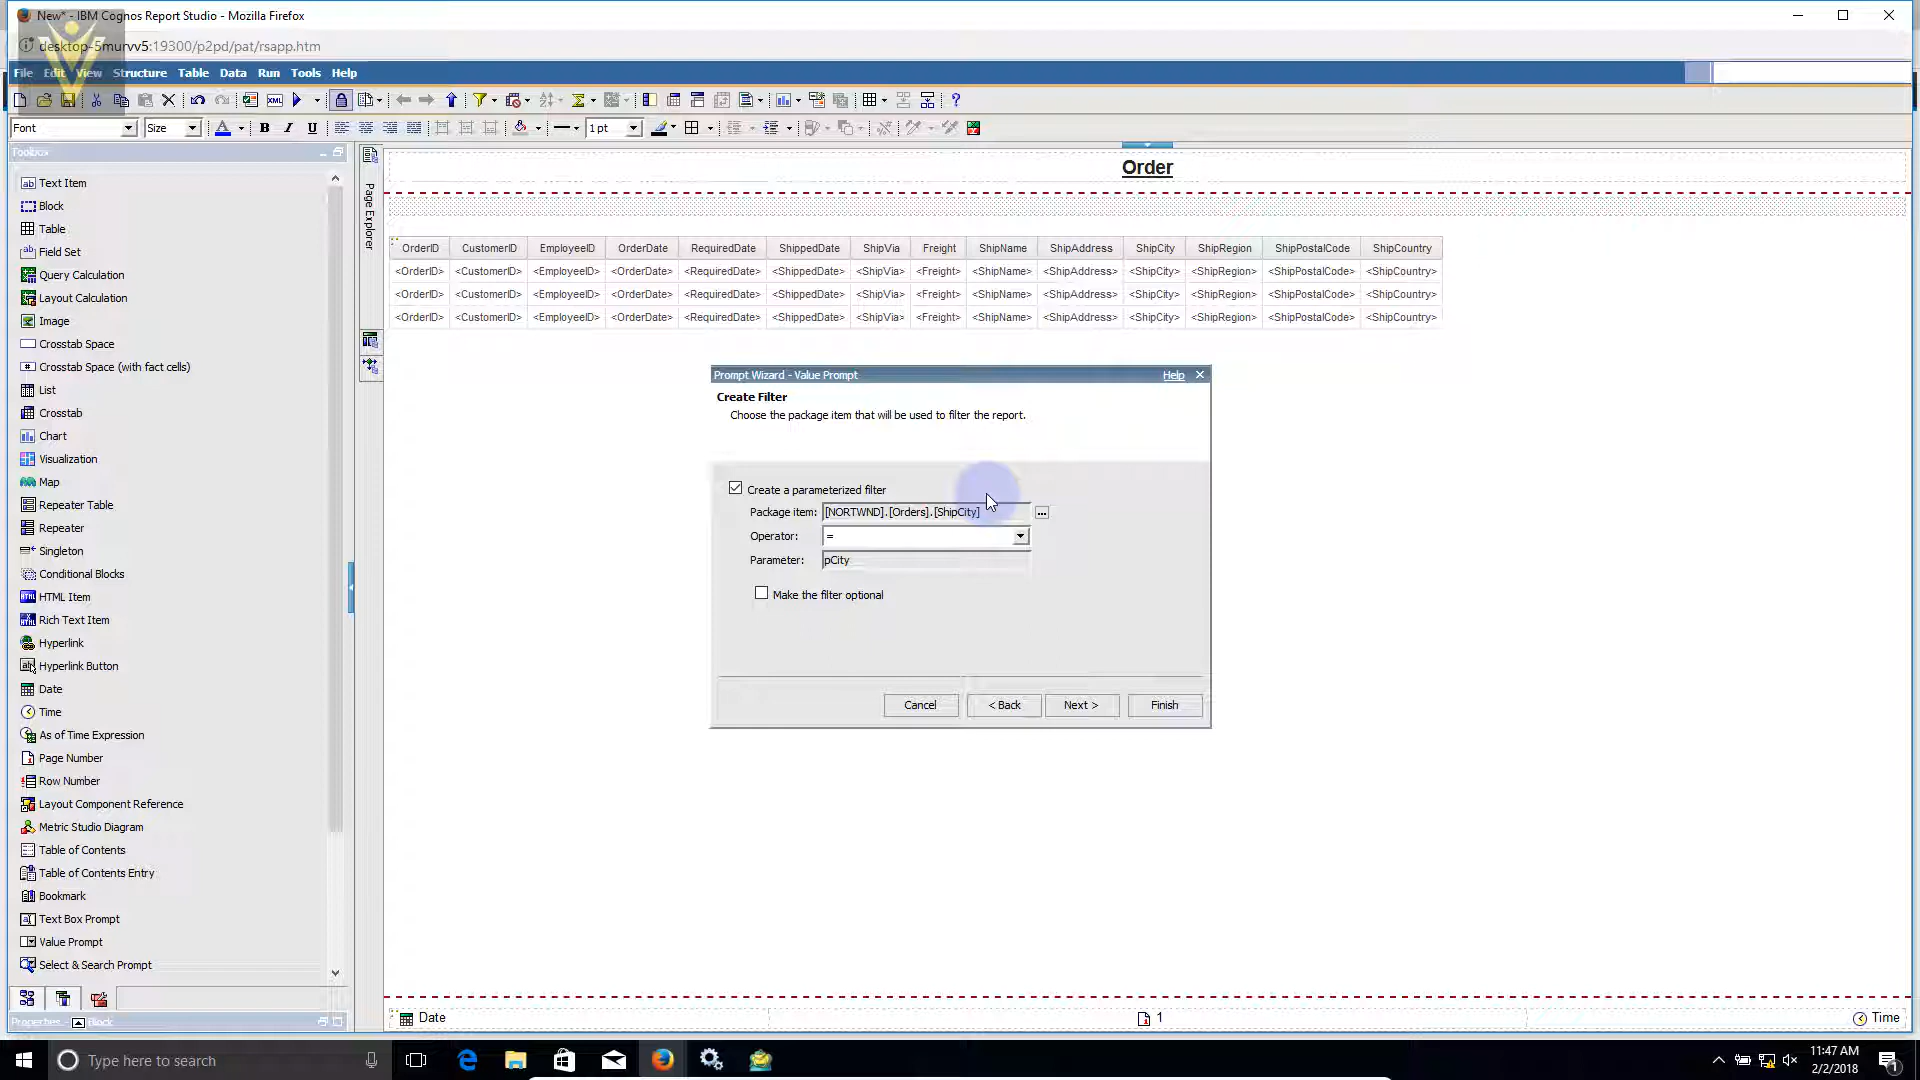 New* - IBM Cognos Report Studio - Mozilla Firefox
desktop-5murvv5:19300/p2pd/pat/rsapp.htm
File Edit View Structure Table Data Run Tools Help
Font Size A B I U 1 pt
Toolbox
Text Item
Block
Table
Field Set
Query Calculation
Layout Calculation
Image
Crosstab Space
Crosstab Space (with fact cells)
List
Crosstab
Chart
Visualization
Map
Repeater Table
Repeater
Singleton
Conditional Blocks
HTML Item
Rich Text Item
Hyperlink
Hyperlink Button
Date
Time
As of Time Expression
Page Number
Row Number
Layout Component Reference
Metric Studio Diagram
Table of Contents
Table of Contents Entry
Bookmark
Text Box Prompt
Value Prompt
Select & Search Prompt
Properties - Block
Page Explorer
Order
OrderID CustomerID EmployeeID OrderDate RequiredDate ShippedDate ShipVia Freight ShipName ShipAddress ShipCity ShipRegion ShipPostalCode ShipCountry
<OrderID> <CustomerID> <EmployeeID> <OrderDate> <RequiredDate> <ShippedDate> <ShipVia> <Freight> <ShipName> <ShipAddress> <ShipCity> <ShipRegion> <ShipPostalCode> <ShipCountry>
<OrderID> <CustomerID> <EmployeeID> <OrderDate> <RequiredDate> <ShippedDate> <ShipVia> <Freight> <ShipName> <ShipAddress> <ShipCity> <ShipRegion> <ShipPostalCode> <ShipCountry>
<OrderID> <CustomerID> <EmployeeID> <OrderDate> <RequiredDate> <ShippedDate> <ShipVia> <Freight> <ShipName> <ShipAddress> <ShipCity> <ShipRegion> <ShipPostalCode> <ShipCountry>
Prompt Wizard - Value Prompt Help
Create Filter
Choose the package item that will be used to filter the report.
Create a parameterized filter
Package item: [NORTWND].[Orders].[ShipCity] ...
Operator: =
Parameter: pCity
Make the filter optional
Cancel < Back Next > Finish
Date 1 Time
Type here to search
11:47 AM
2/2/2018
1